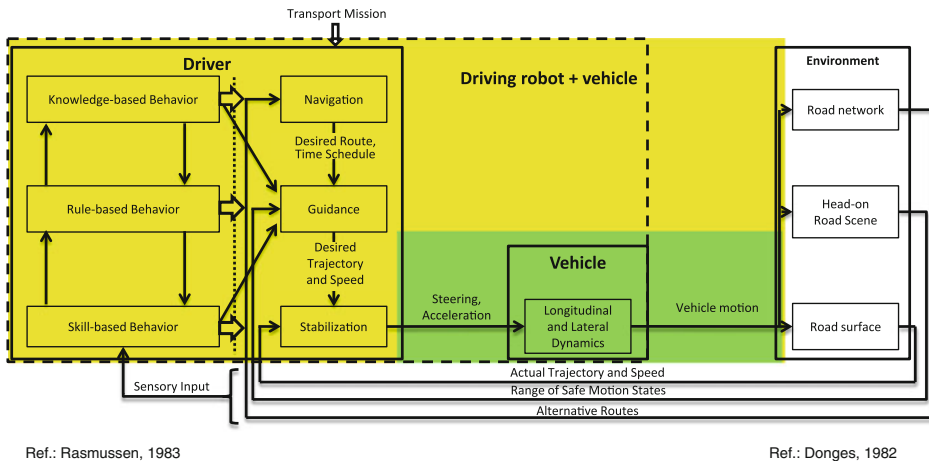 Transport Mission
Driver
Driving robot + vehicle
Environment
Knowledge-based Behavior
Navigation
Road network
Desired Route,
Time Schedule
Rule-based Behavior
Guidance
Head-on
Road Scene
Desired
Trajectory
and Speed
Vehicle
Steering,
Acceleration
Longitudinal
and Lateral
Dynamics
Vehicle motion
Skill-based Behavior
Stabilization
Road surface
Actual Trajectory and Speed
Sensory Input
Range of Safe Motion States
Alternative Routes
Ref.: Rasmussen, 1983
Ref.: Donges, 1982